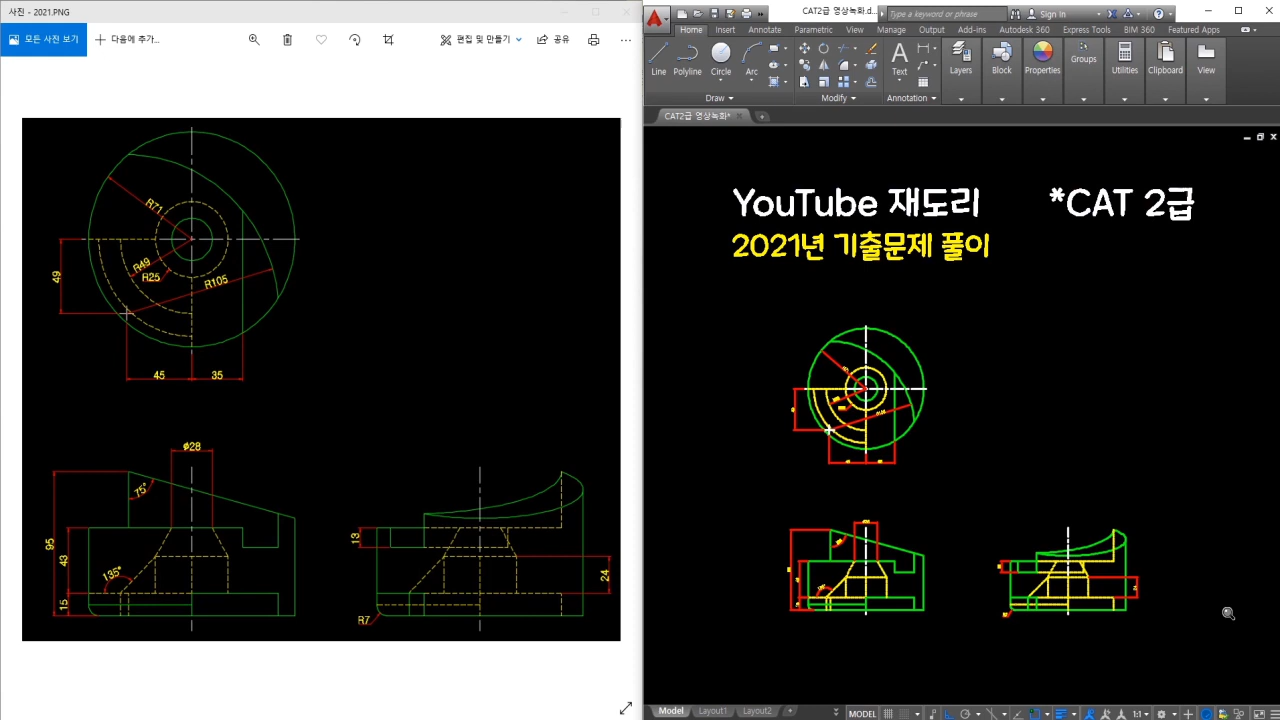 사진 - 2021.PNG
모든 사진 보기
다음에 추가...
편집 및 만들기
공유
R71
R49
R25
R105
49
45
35
ø28
75°
95
43
135°
15
13
24
R7
CAT2급 영상녹화.d...
Type a keyword or phrase
Sign In
Home Insert Annotate Parametric View Manage Output Add-ins Autodesk 360 Express Tools BIM 360 Featured Apps
Line Polyline Circle Arc
Text
Layers Block Properties Groups Utilities Clipboard View
Draw Modify Annotation
CAT2급 영상녹화*
YouTube 재도리 *CAT 2급
2021년 기출문제 풀이
Model Layout1 Layout2
MODEL
1:1